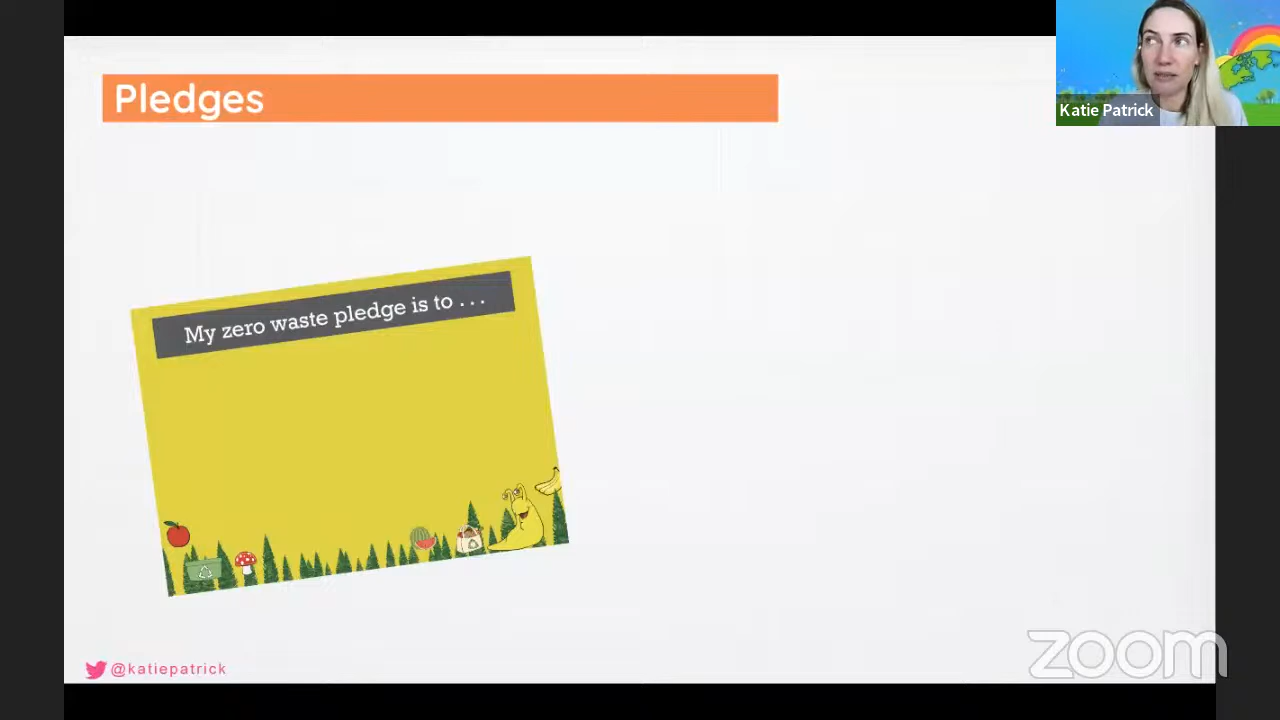 Pledges
Katie Patrick
My zero waste pledge is to . . .
@katiepatrick
zoom